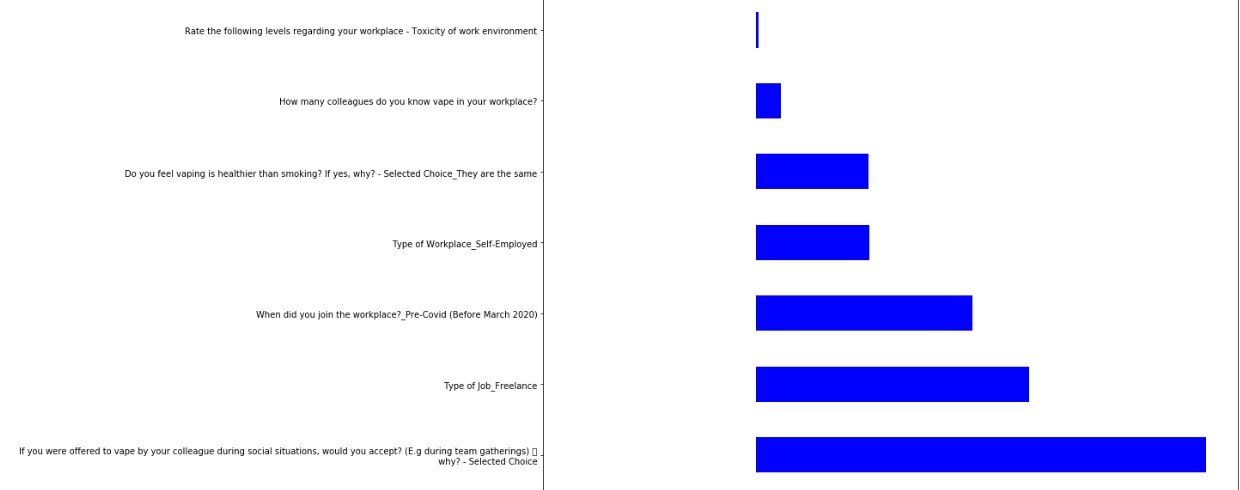 Rate the following levels regarding your workplace - Toxicity of work environment
How many colleagues do you know vape in your workplace?
Do you feel vaping is healthier than smoking? If yes, why? - Selected Choice_They are the same
Type of Workplace_Self-Employed
When did you join the workplace?_Pre-Covid (Before March 2020)
Type of Job_Freelance
If you were offered to vape by your colleague during social situations, would you accept? (E.g during team gatherings) ▯
why? - Selected Choice